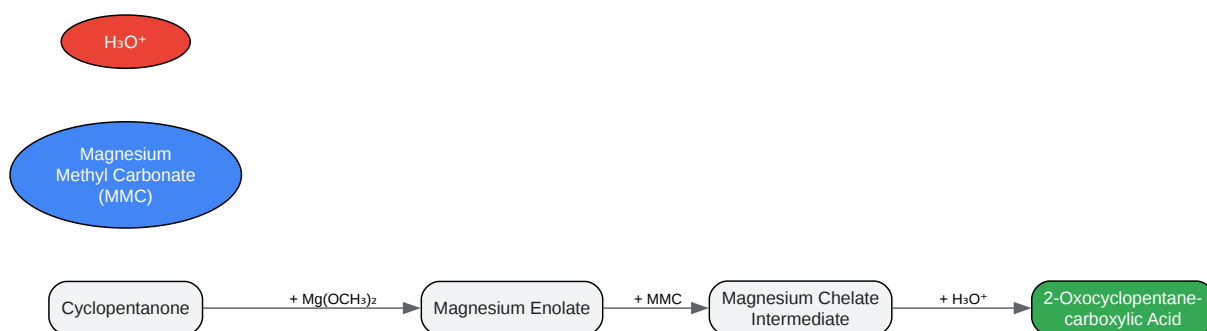 H₃O⁺
Magnesium
Methyl Carbonate
(MMC)
Cyclopentanone
+ Mg(OCH₃)₂
Magnesium Enolate
+ MMC
Magnesium Chelate
Intermediate
+ H₃O⁺
2-Oxocyclopentane-
carboxylic Acid